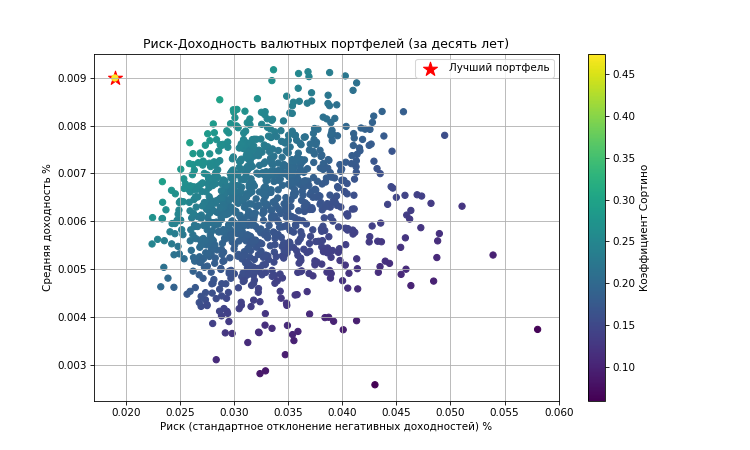 Риск-Доходность валютных портфелей (за десять лет)
Лучший портфель
Средняя доходность %
0.009
0.008
0.007
0.006
0.005
0.004
0.003
0.020 0.025 0.030 0.035 0.040 0.045 0.050 0.055 0.060
Риск (стандартное отклонение негативных доходностей) %
0.45
0.40
0.35
0.30
0.25
0.20
0.15
0.10
Коэффициент Сортино